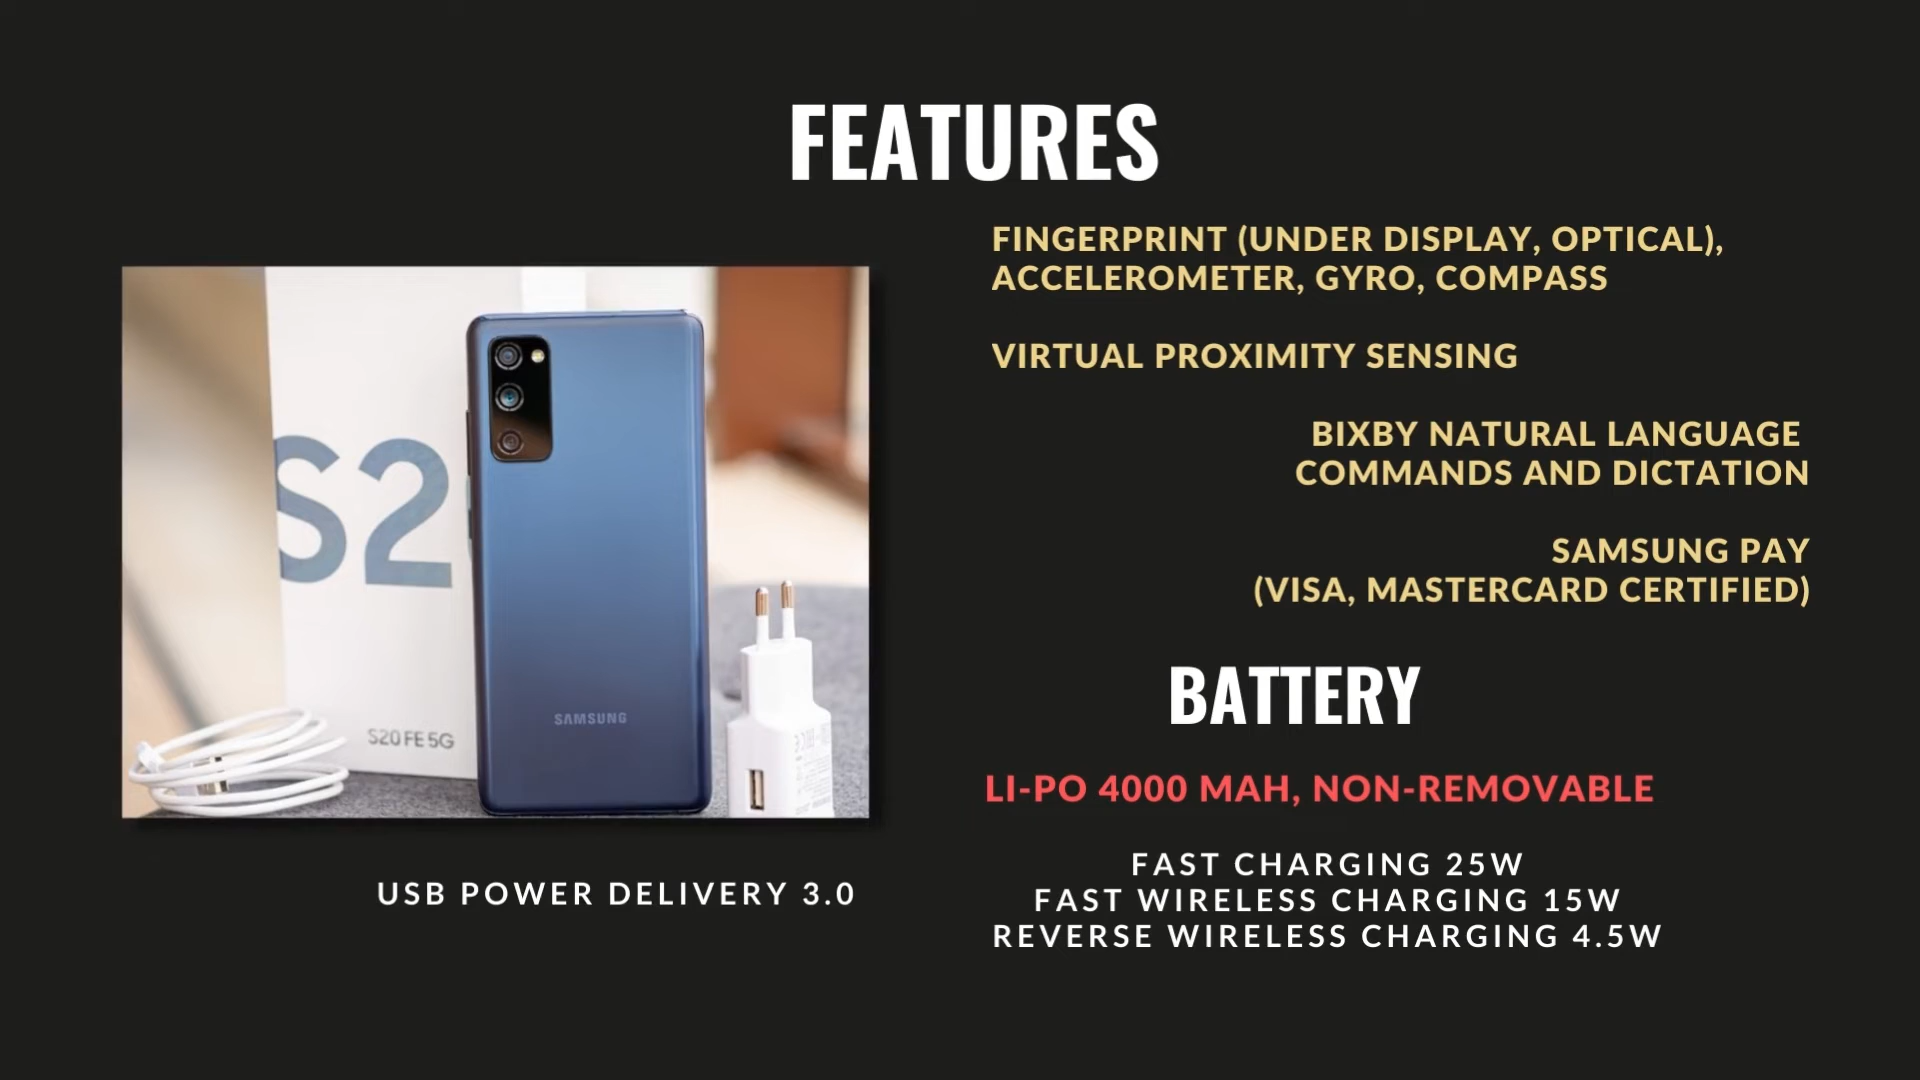 FEATURES
FINGERPRINT (UNDER DISPLAY, OPTICAL),
ACCELEROMETER, GYRO, COMPASS
VIRTUAL PROXIMITY SENSING
BIXBY NATURAL LANGUAGE
COMMANDS AND DICTATION
SAMSUNG PAY
(VISA, MASTERCARD CERTIFIED)
S2
SAMSUNG
S20 FE 5G
USB POWER DELIVERY 3.0
BATTERY
LI-PO 4000 MAH, NON-REMOVABLE
FAST CHARGING 25W
FAST WIRELESS CHARGING 15W
REVERSE WIRELESS CHARGING 4.5W